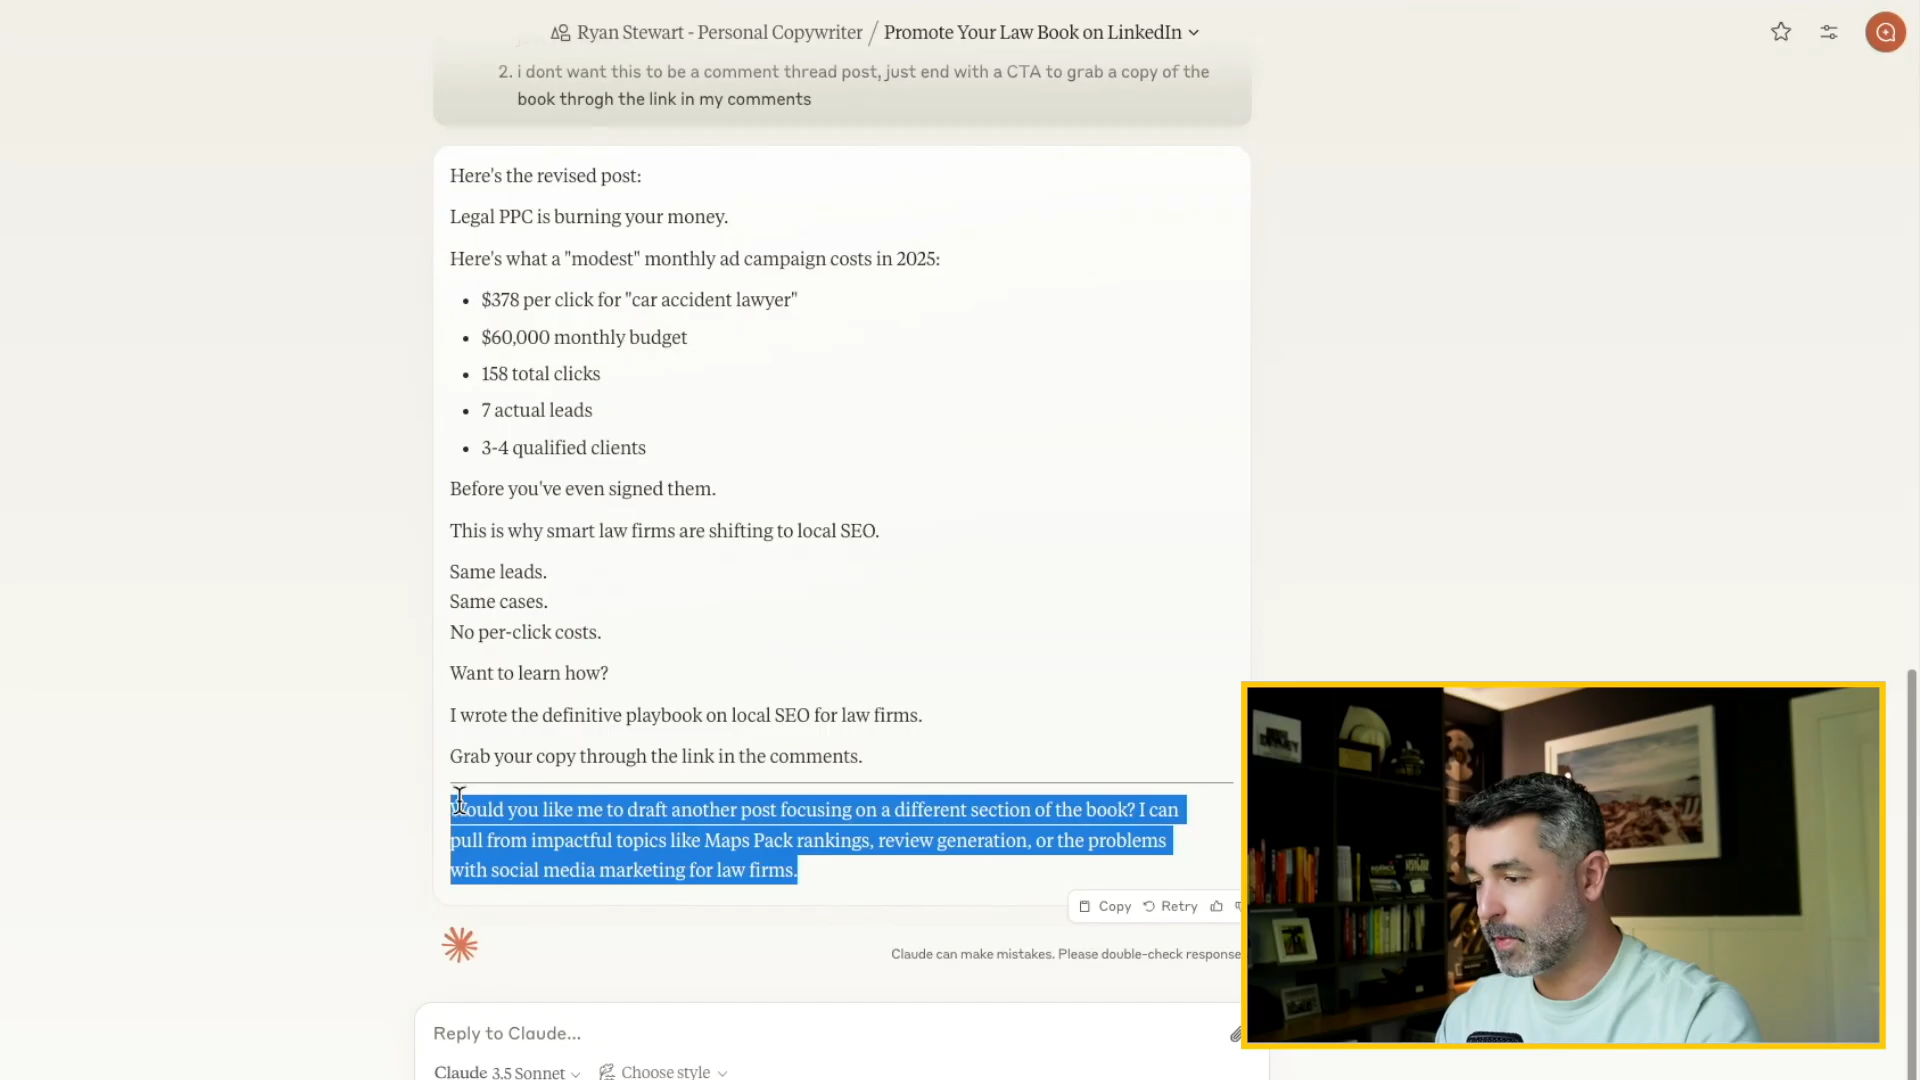 Ryan Stewart - Personal Copywriter / Promote Your Law Book on LinkedIn
2. i dont want this to be a comment thread post, just end with a CTA to grab a copy of the
book throgh the link in my comments
Here's the revised post:
Legal PPC is burning your money.
Here's what a "modest" monthly ad campaign costs in 2025:
• $378 per click for "car accident lawyer"
• $60,000 monthly budget
• 158 total clicks
• 7 actual leads
• 3-4 qualified clients
Before you've even signed them.
This is why smart law firms are shifting to local SEO.
Same leads.
Same cases.
No per-click costs.
Want to learn how?
I wrote the definitive playbook on local SEO for law firms.
Grab your copy through the link in the comments.
Would you like me to draft another post focusing on a different section of the book? I can
pull from impactful topics like Maps Pack rankings, review generation, or the problems
with social media marketing for law firms.
Copy Retry
Claude can make mistakes. Please double-check response
Reply to Claude...
Claude 3.5 Sonnet Choose style